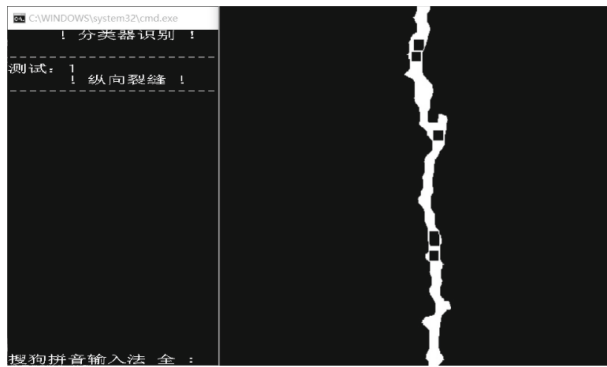 C:\WINDOWS\system32\cmd.exe
! 分类器识别 !
测试: 1
! 纵向裂缝 !
搜狗拼音输入法 全 :